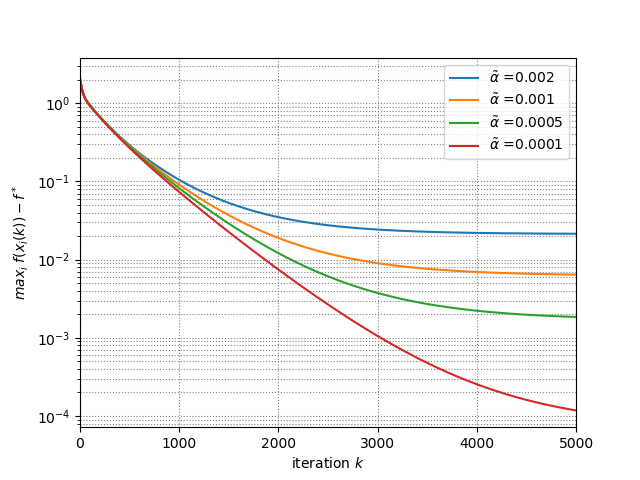 α̃ =0.002
α̃ =0.001
α̃ =0.0005
α̃ =0.0001
10⁰
10⁻¹
10⁻²
10⁻³
10⁻⁴
maxᵢ f(xᵢ(k)) − f*
0 1000 2000 3000 4000 5000
iteration k